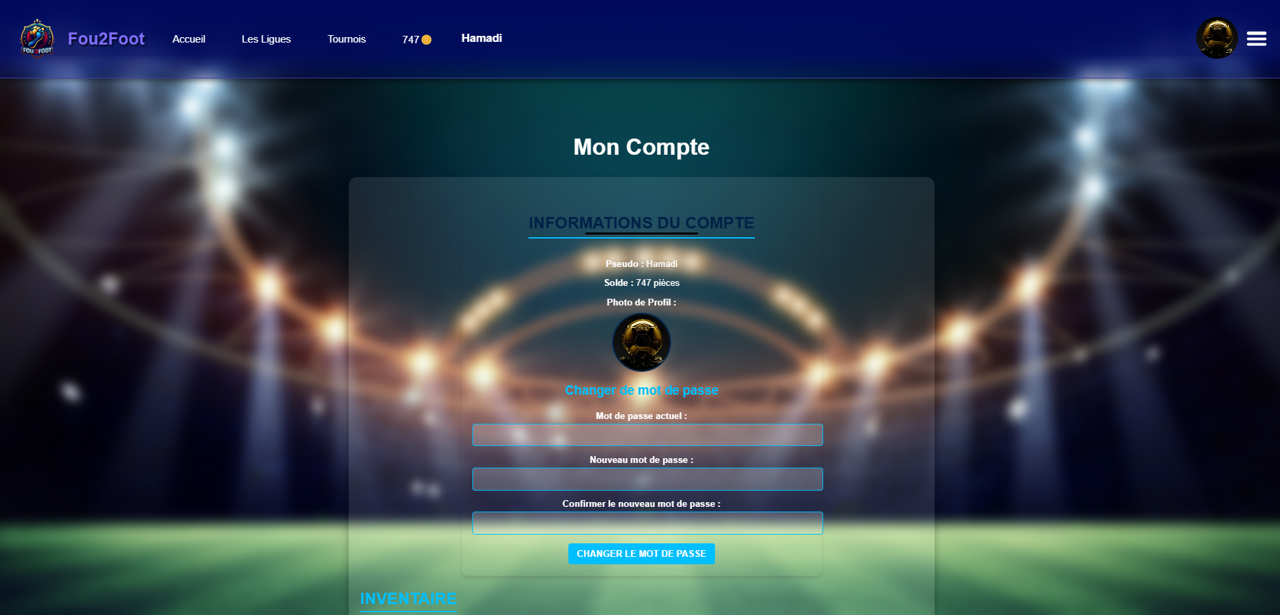 FOU2FOOT
Fou2Foot
Accueil
Les Ligues
Tournois
747
Hamadi
Mon Compte
INFORMATIONS DU COMPTE
Pseudo : Hamadi
Solde : 747 pièces
Photo de Profil :
Changer de mot de passe
Mot de passe actuel :
Nouveau mot de passe :
Confirmer le nouveau mot de passe :
CHANGER LE MOT DE PASSE
INVENTAIRE